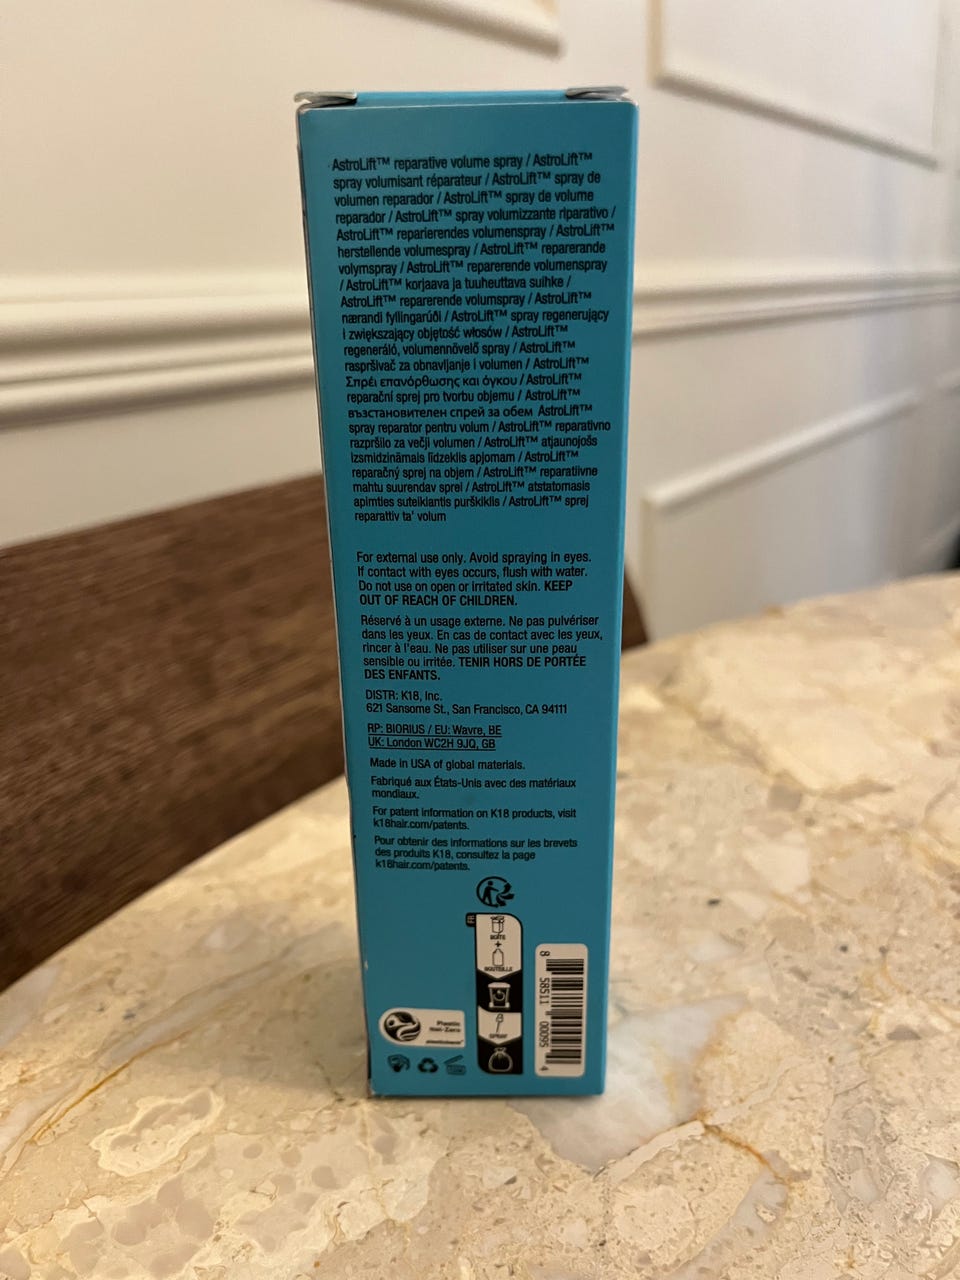 AstroLift™ reparative volume spray / AstroLift™
spray volumisant réparateur / AstroLift™ spray de
volumen reparador / AstroLift™ spray de volume
reparador / AstroLift™ spray volumizzante riparativo /
AstroLift™ reparierendes volumenspray / AstroLift™
herstellende volumespray / AstroLift™ reparerande
volymspray / AstroLift™ reparerende volumenspray
/ AstroLift™ korjaava ja tuuheuttava suihke /
AstroLift™ reparerende volumspray / AstroLift™
nærandi fyllingarúði / AstroLift™ spray regenerujący
i zwiększający objętość włosów / AstroLift™
regeneráló, volumennövelő spray / AstroLift™
raspršivač za obnavljanje i volumen / AstroLift™
Σπρέι επανόρθωσης και όγκου / AstroLift™
reparační sprej pro tvorbu objemu / AstroLift™
възстановителен спрей за обем AstroLift™
spray reparator pentru volum / AstroLift™ reparativno
razpršilo za večji volumen / AstroLift™ atjaunojošs
izsmidzināmais līdzeklis apjomam / AstroLift™
reparačný sprej na objem / AstroLift™ reparatiivne
mahtu suurendav sprei / AstroLift™ atstatomasis
apimties suteikiantis purškiklis / AstroLift™ sprej
reparattiv ta' volum
For external use only. Avoid spraying in eyes.
If contact with eyes occurs, flush with water.
Do not use on open or irritated skin. KEEP
OUT OF REACH OF CHILDREN.
Réservé à un usage externe. Ne pas pulvériser
dans les yeux. En cas de contact avec les yeux,
rincer à l'eau. Ne pas utiliser sur une peau
sensible ou irritée. TENIR HORS DE PORTÉE
DES ENFANTS.
DISTR: K18, Inc.
621 Sansome St., San Francisco, CA 94111
RP: BIORIUS / EU: Wavre, BE
UK: London WC2H 9JQ, GB
Made in USA of global materials.
Fabriqué aux États-Unis avec des matériaux
mondiaux.
For patent information on K18 products, visit
k18hair.com/patents.
Pour obtenir des informations sur les brevets
des produits K18, consultez la page
k18hair.com/patents.
FR
BOÎTE
+
BOUTEILLE
SPRAY
Plastic
Net-Zero
8 58511 00095 4